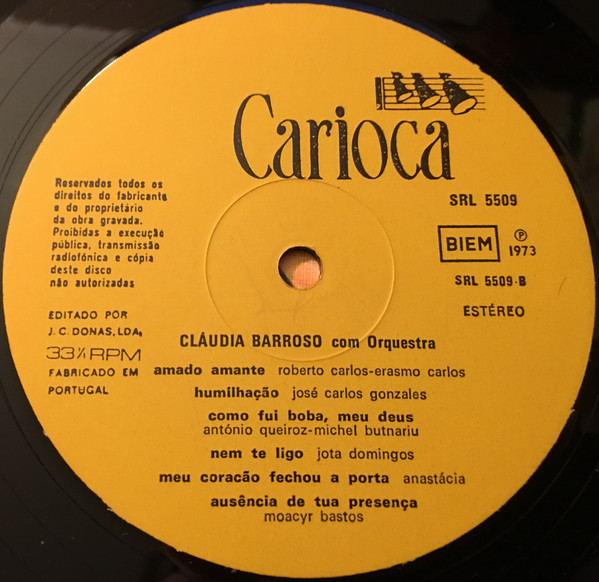 Carioca
SRL 5509
Reservados todos os
direitos do fabricante
e do proprietário
da obra gravada.
Proibidas a execução
pública, transmissão
radiofónica e cópia
deste disco
não autorizadas
BIEM
℗
1973
SRL 5509-B
ESTÉREO
EDITADO POR
J. C. DONAS, LDA.
33⅓ RPM
FABRICADO EM
PORTUGAL
CLÁUDIA BARROSO com Orquestra
amado amante roberto carlos-erasmo carlos
humilhação josé carlos gonzales
como fui boba, meu deus
antónio queiroz-michel butnariu
nem te ligo jota domingos
meu coracão fechou a porta anastácia
ausência de tua presença
moacyr bastos